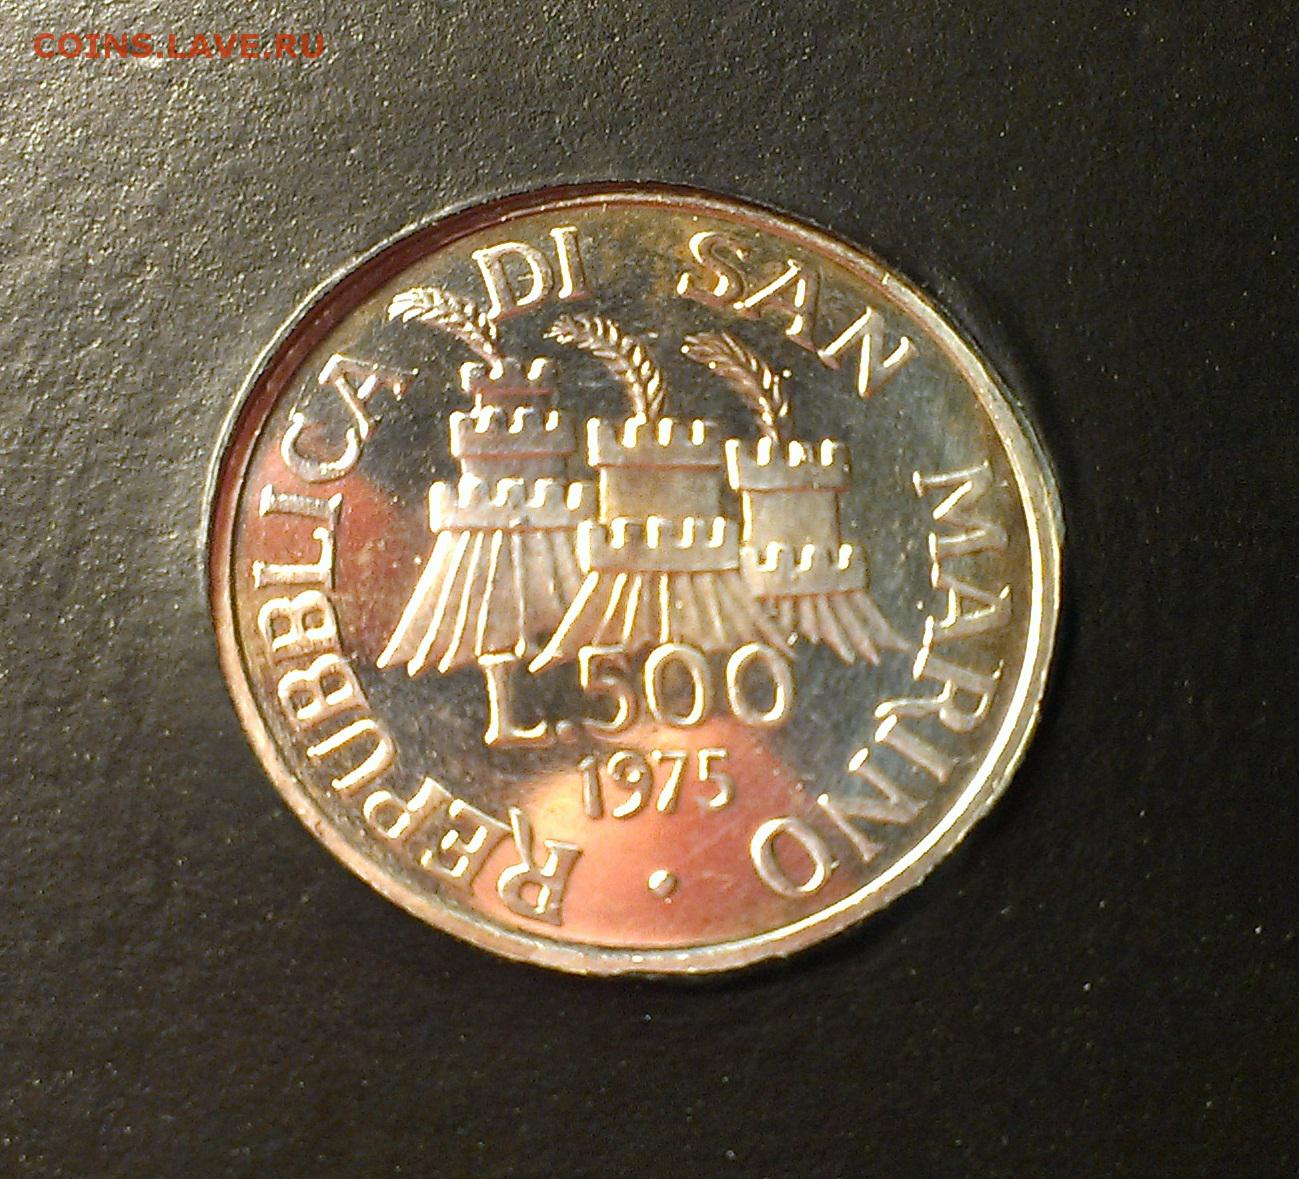 COINS.LAVE.RU
REPUBBLICA DI SAN MARINO
L.500
1975